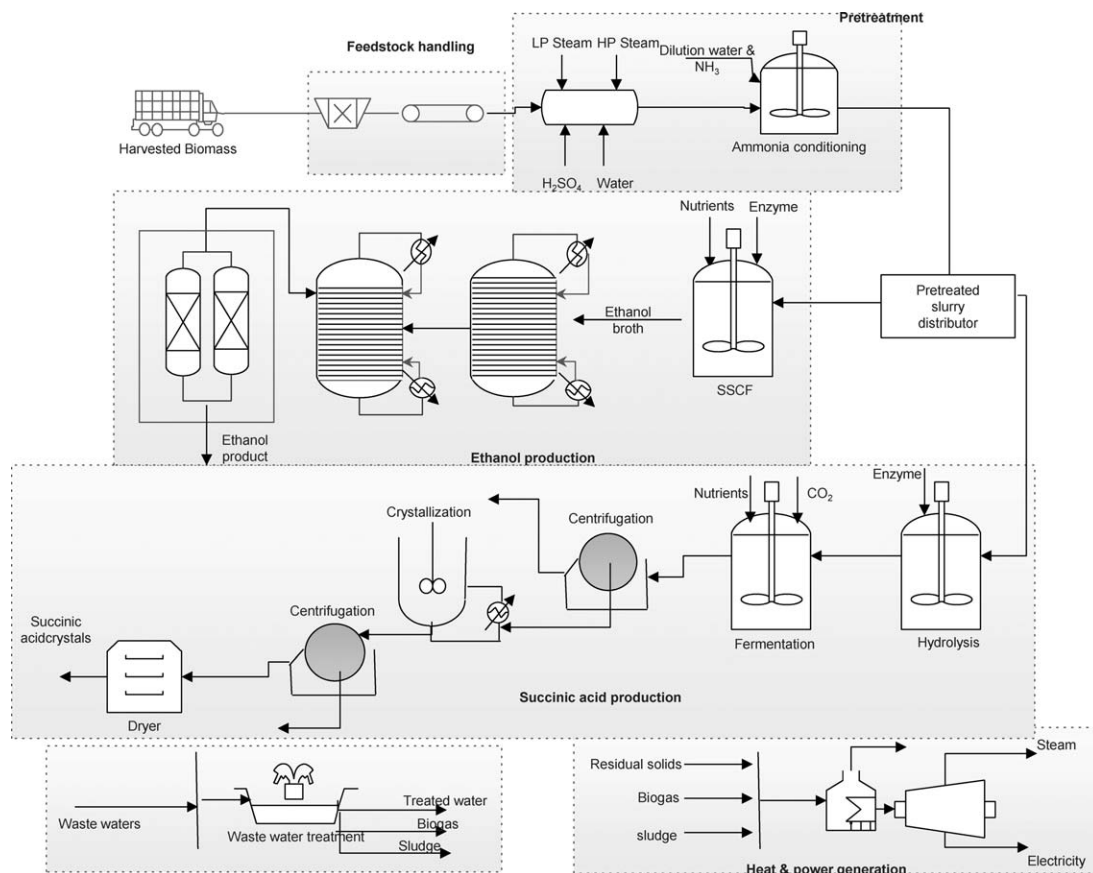 Pretreatment
Feedstock handling
LP Steam
HP Steam
Dilution water &
NH₃
Harvested Biomass
Ammonia conditioning
H₂SO₄
Water
Nutrients
Enzyme
Ethanol
broth
Pretreated
slurry
distributor
SSCF
Ethanol
product
Ethanol production
Enzyme
Nutrients
CO₂
Crystallization
Centrifugation
Centrifugation
Succinic
acidcrystals
Fermentation
Hydrolysis
Succinic acid production
Dryer
Steam
Residual solids
Treated water
Biogas
Waste waters
Biogas
Waste water treatment
sludge
Sludge
Electricity
Heat & power generation